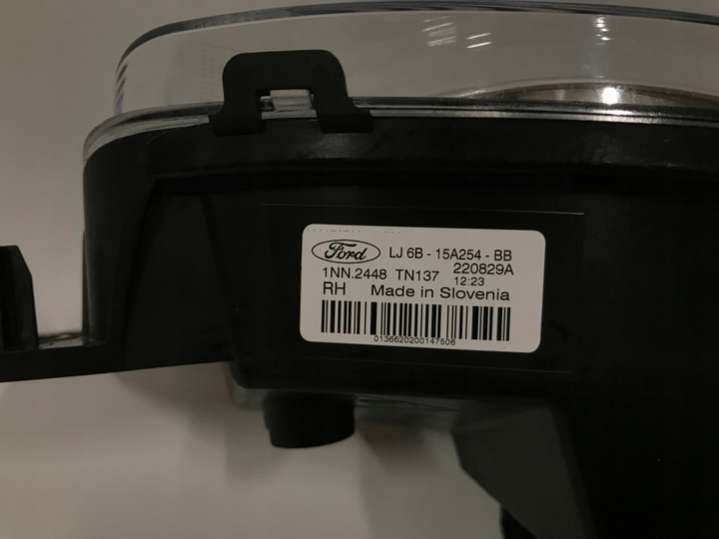 Ford LJ 6B - 15A254 - BB
1NN.2448 TN137 220829A
12:23
RH Made in Slovenia
0136620200147506